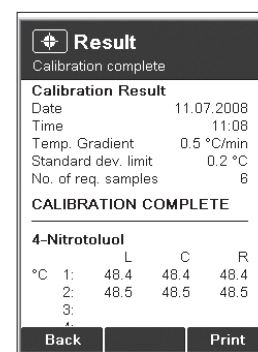 Result
Calibration complete
Calibration Result
Date 11.07.2008
Time 11:08
Temp. Gradient 0.5 °C/min
Standard dev. limit 0.2 °C
No. of req. samples 6
CALIBRATION COMPLETE
4-Nitrotoluol
L C R
°C 1: 48.4 48.4 48.4
2: 48.5 48.5 48.5
3:
Back Print